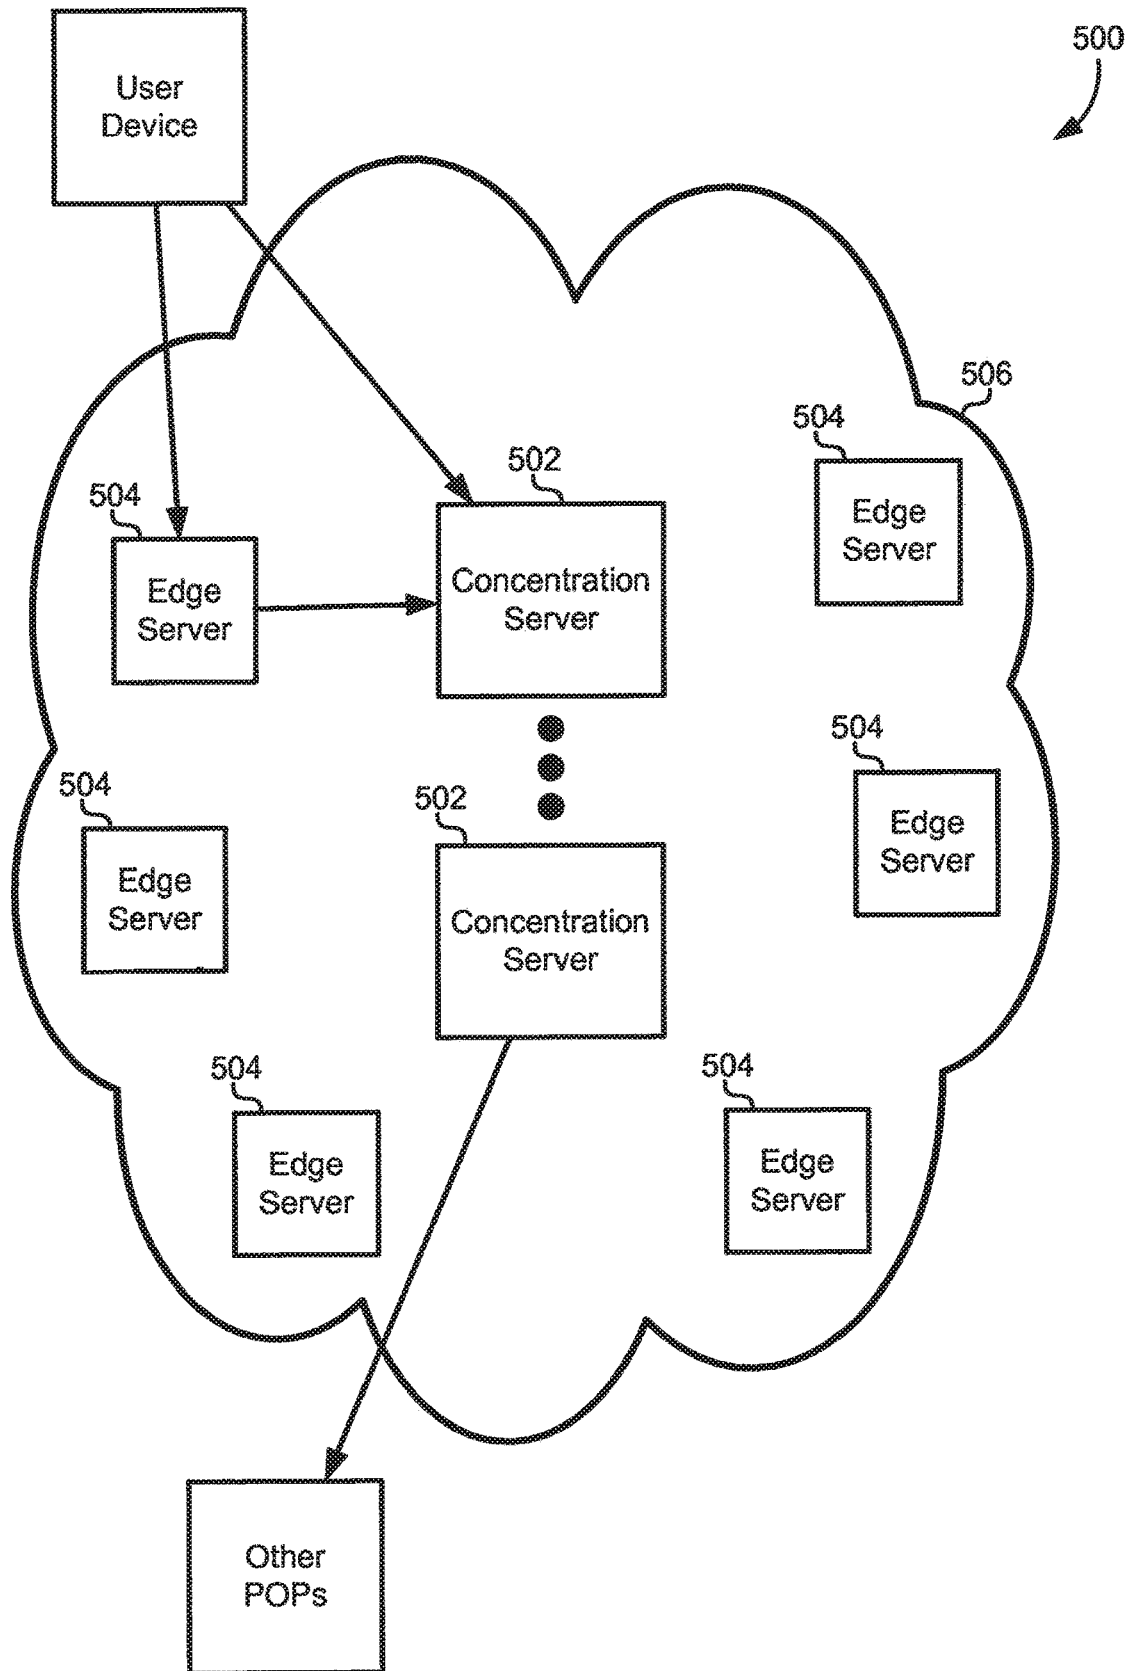 User
Device
500
506
504
Edge
Server
502
Concentration
Server
504
Edge
Server
504
Edge
Server
504
Edge
Server
502
Concentration
Server
504
Edge
Server
504
Edge
Server
Other
POPs